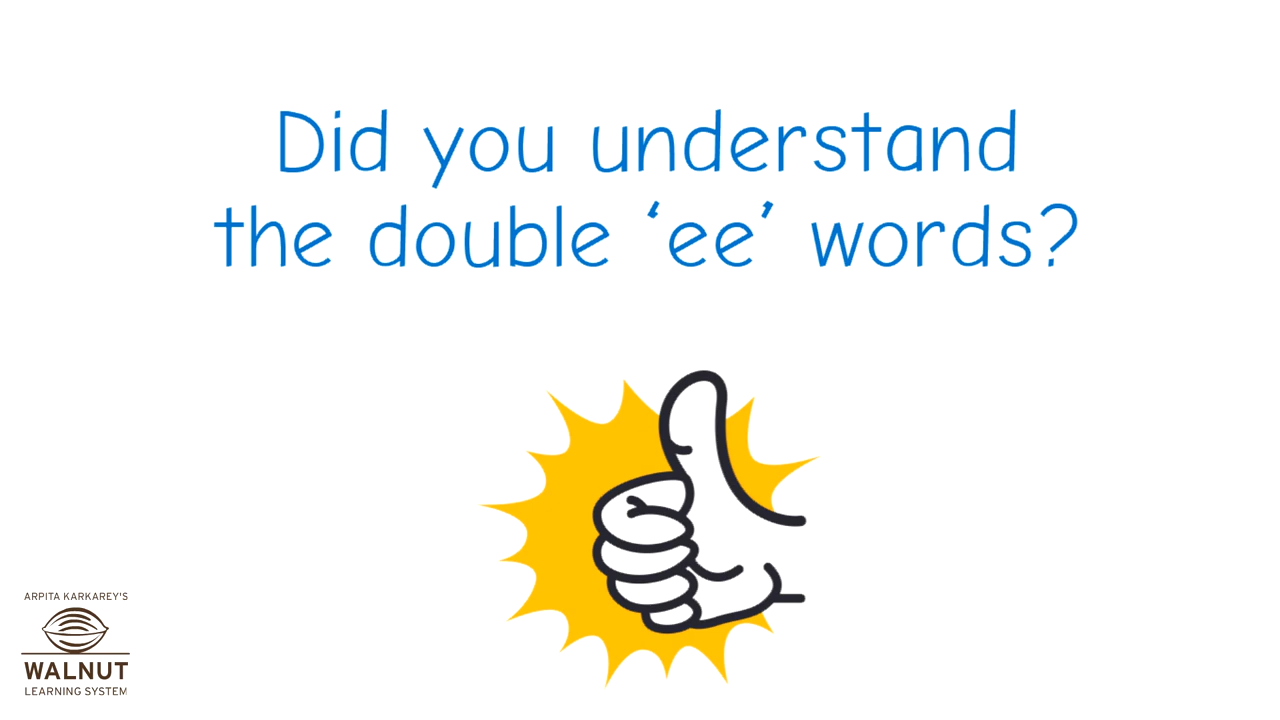 Did you understand
the double ‘ee’ words?
ARPITA KARKAREY'S
WALNUT
LEARNING SYSTEM